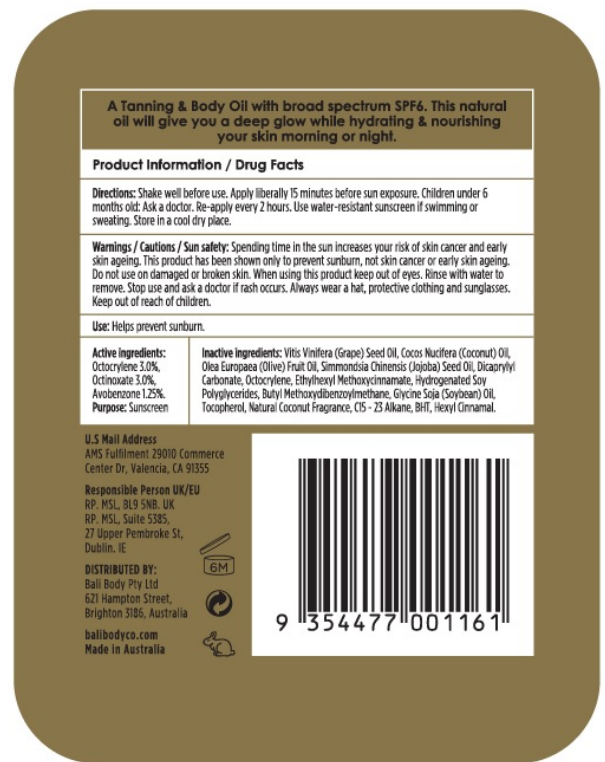 A Tanning & Body Oil with broad spectrum SPF6. This natural
oil will give you a deep glow while hydrating & nourishing
your skin morning or night.
Product Information / Drug Facts
Directions: Shake well before use. Apply liberally 15 minutes before sun exposure. Children under 6
months old: Ask a doctor. Re-apply every 2 hours. Use water-resistant sunscreen if swimming or
sweating. Store in a cool dry place.
Warnings / Cautions / Sun safety: Spending time in the sun increases your risk of skin cancer and early
skin ageing. This product has been shown only to prevent sunburn, not skin cancer or early skin ageing.
Do not use on damaged or broken skin. When using this product keep out of eyes. Rinse with water to
remove. Stop use and ask a doctor if rash occurs. Always wear a hat, protective clothing and sunglasses.
Keep out of reach of children.
Use: Helps prevent sunburn.
Active ingredients:
Octocrylene 3.0%,
Octinoxate 3.0%,
Avobenzone 1.25%.
Purpose: Sunscreen
Inactive ingredients: Vitis Vinifera (Grape) Seed Oil, Cocos Nucifera (Coconut) Oil,
Olea Europaea (Olive) Fruit Oil, Simmondsia Chinensis (Jojoba) Seed Oil, Dicaprylyl
Carbonate, Octocrylene, Ethylhexyl Methoxycinnamate, Hydrogenated Soy
Polyglycerides, Butyl Methoxydibenzoylmethane, Glycine Soja (Soybean) Oil,
Tocopherol, Natural Coconut Fragrance, C15 - 23 Alkane, BHT, Hexyl Cinnamal.
U.S Mail Address
AMS Fulfilment 29010 Commerce
Center Dr, Valencia, CA 91355
Responsible Person UK/EU
RP. MSL, BL9 5NB. UK
RP. MSL, Suite 5385,
27 Upper Pembroke St,
Dublin. IE
DISTRIBUTED BY:
Bali Body Pty Ltd
621 Hampton Street,
Brighton 3186, Australia
balibodyco.com
Made in Australia
6M
9 354477 001161